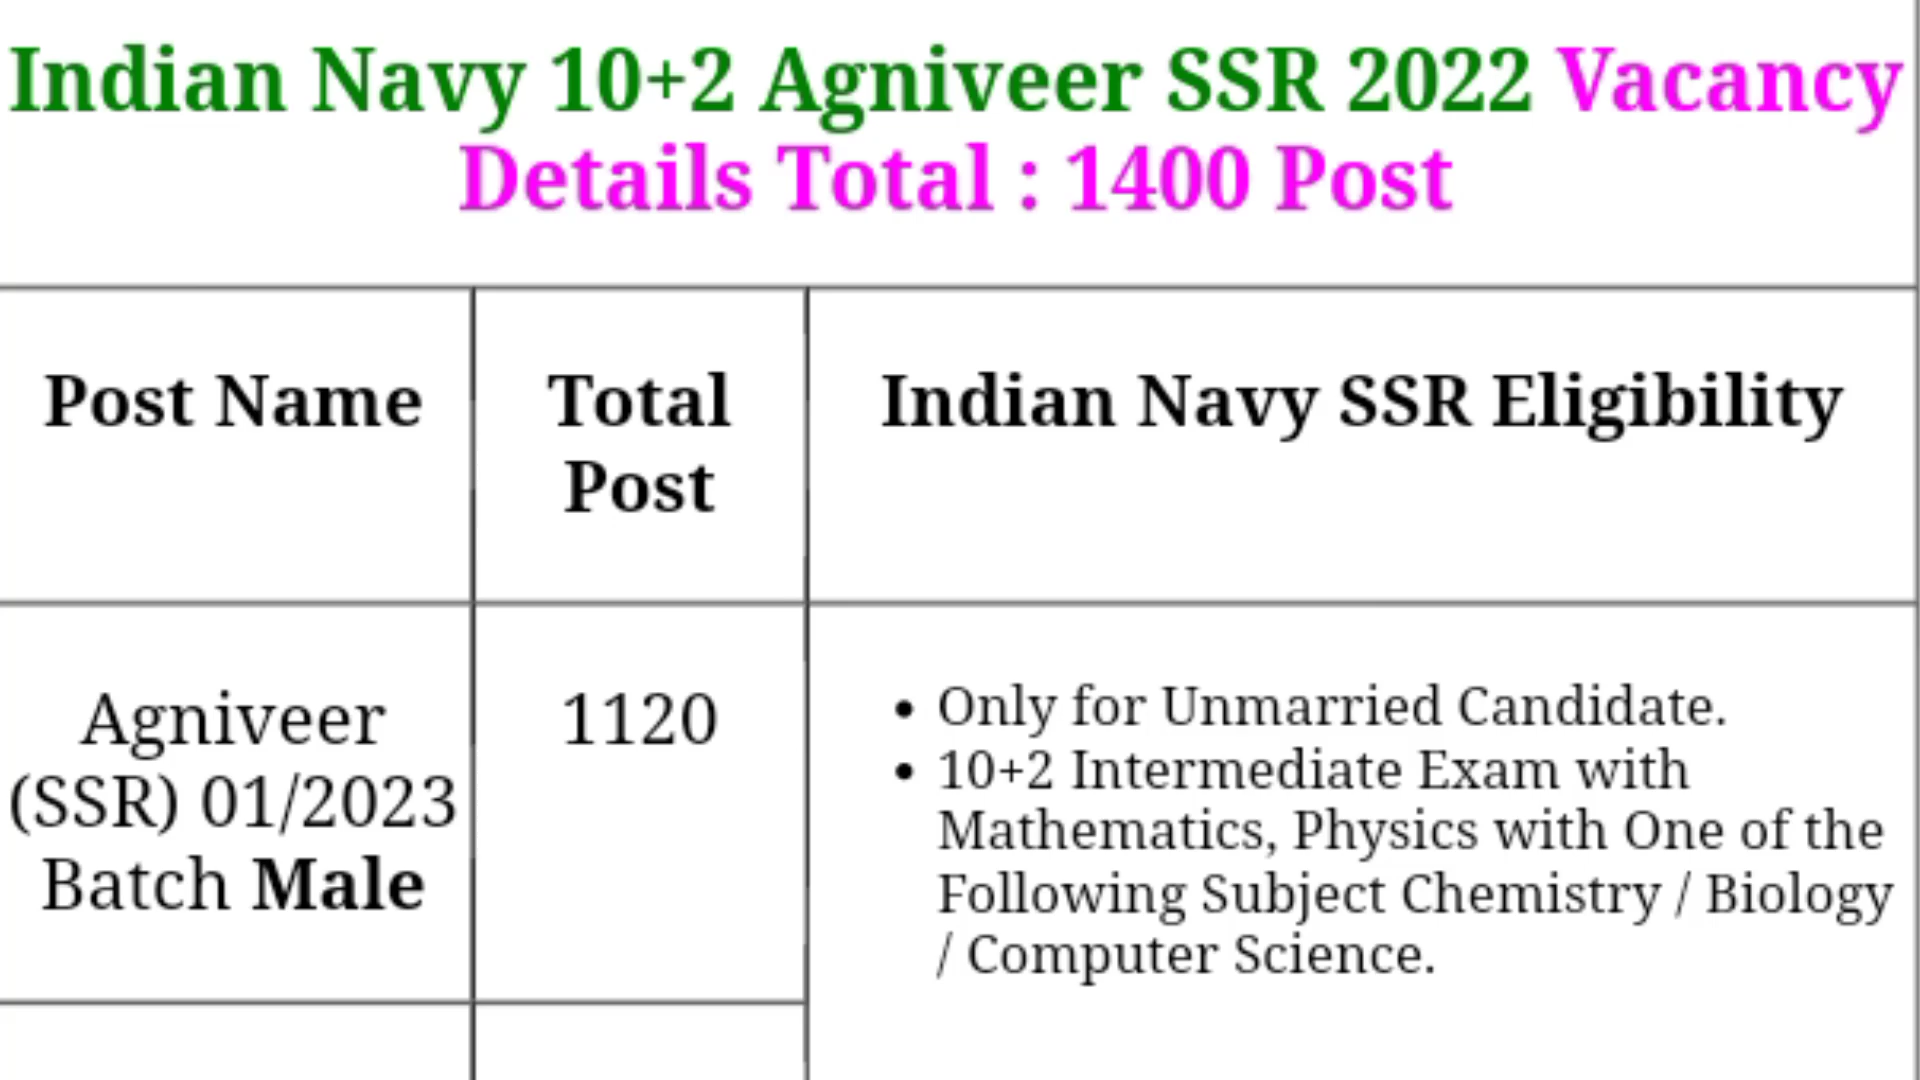 Indian Navy 10+2 Agniveer SSR 2022 Vacancy
Details Total : 1400 Post
Post Name
Total
Post
Indian Navy SSR Eligibility
Agniveer
(SSR) 01/2023
Batch Male
1120
• Only for Unmarried Candidate.
• 10+2 Intermediate Exam with
Mathematics, Physics with One of the
Following Subject Chemistry / Biology
/ Computer Science.